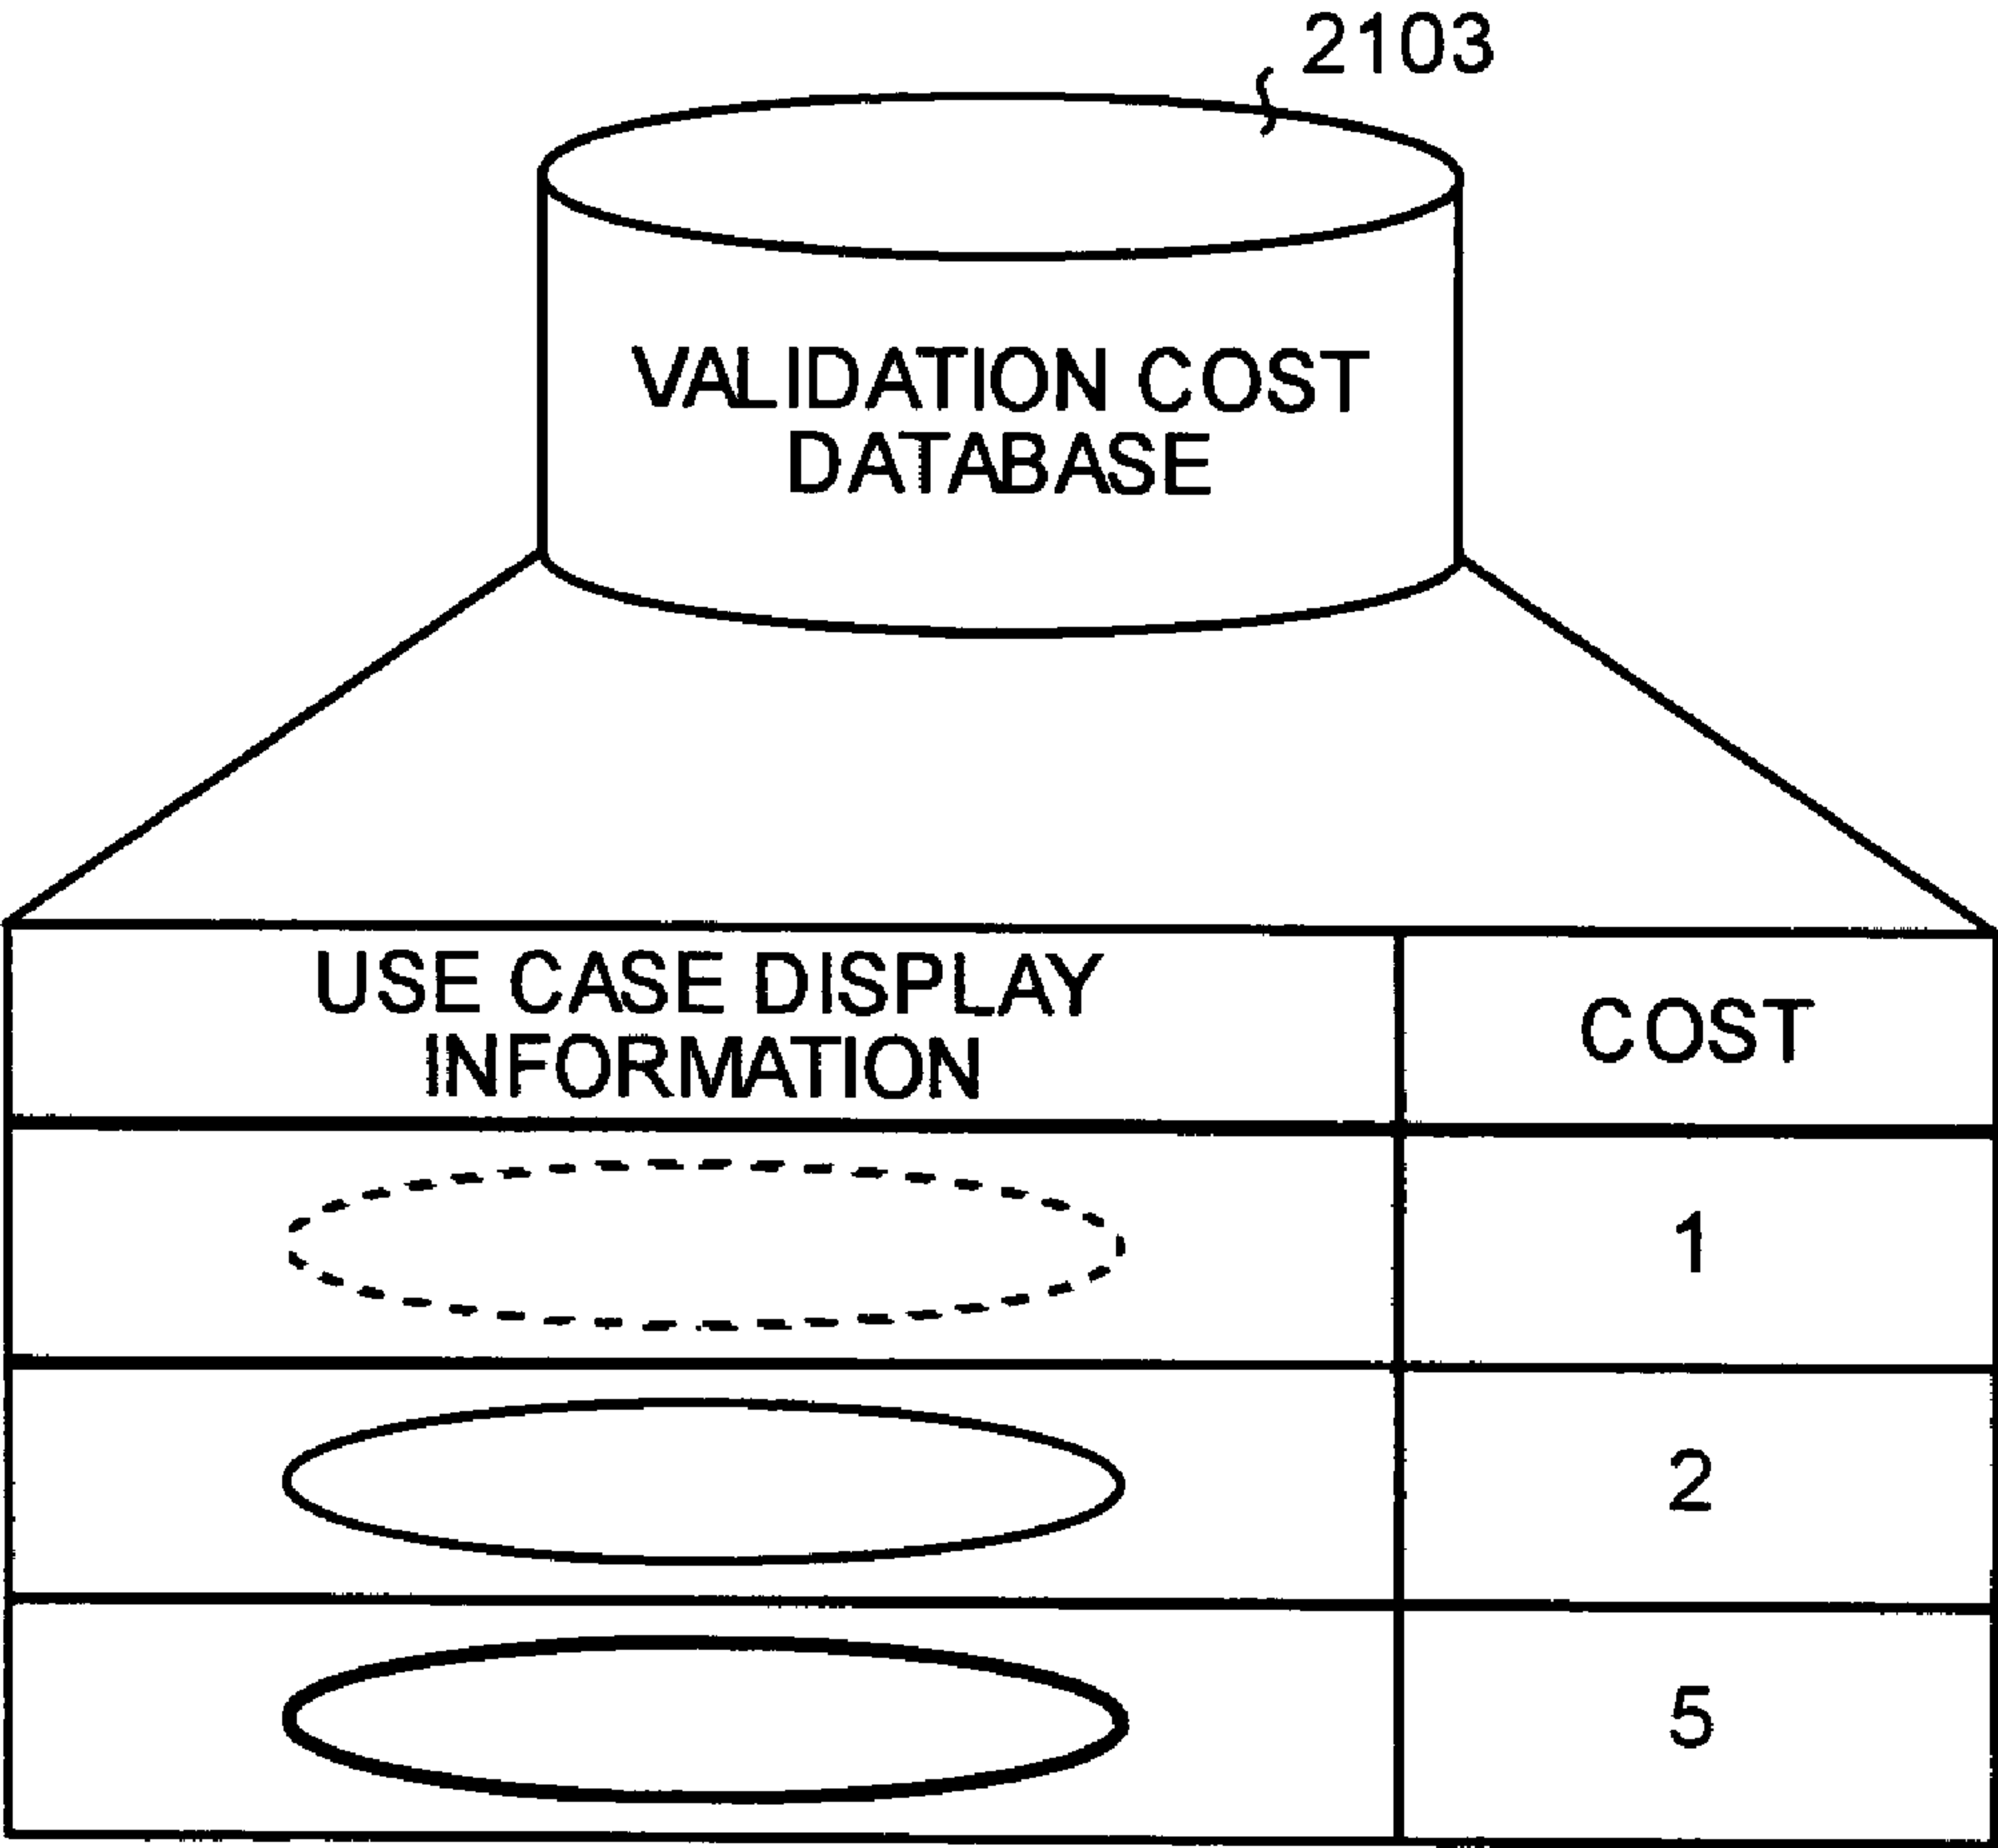 2103
VALIDATION COST
DATABASE
USE CASE DISPLAY
INFORMATION
COST
1
2
5